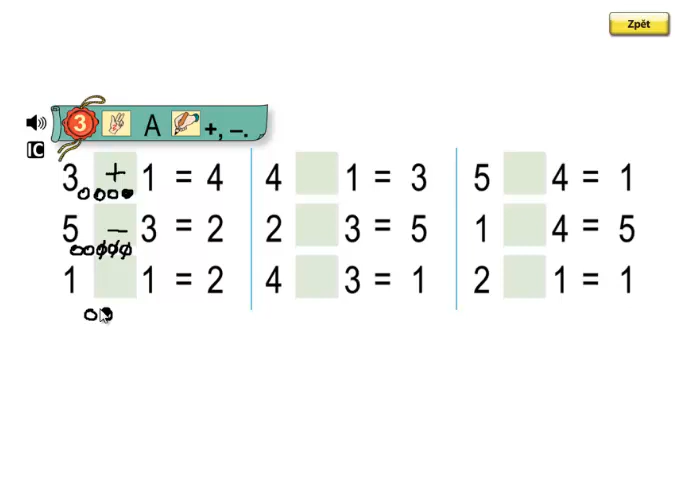 Zpět
3 A +, –.
3 + 1 = 4 4 1 = 3 5 4 = 1
5 – 3 = 2 2 3 = 5 1 4 = 5
1 1 = 2 4 3 = 1 2 1 = 1